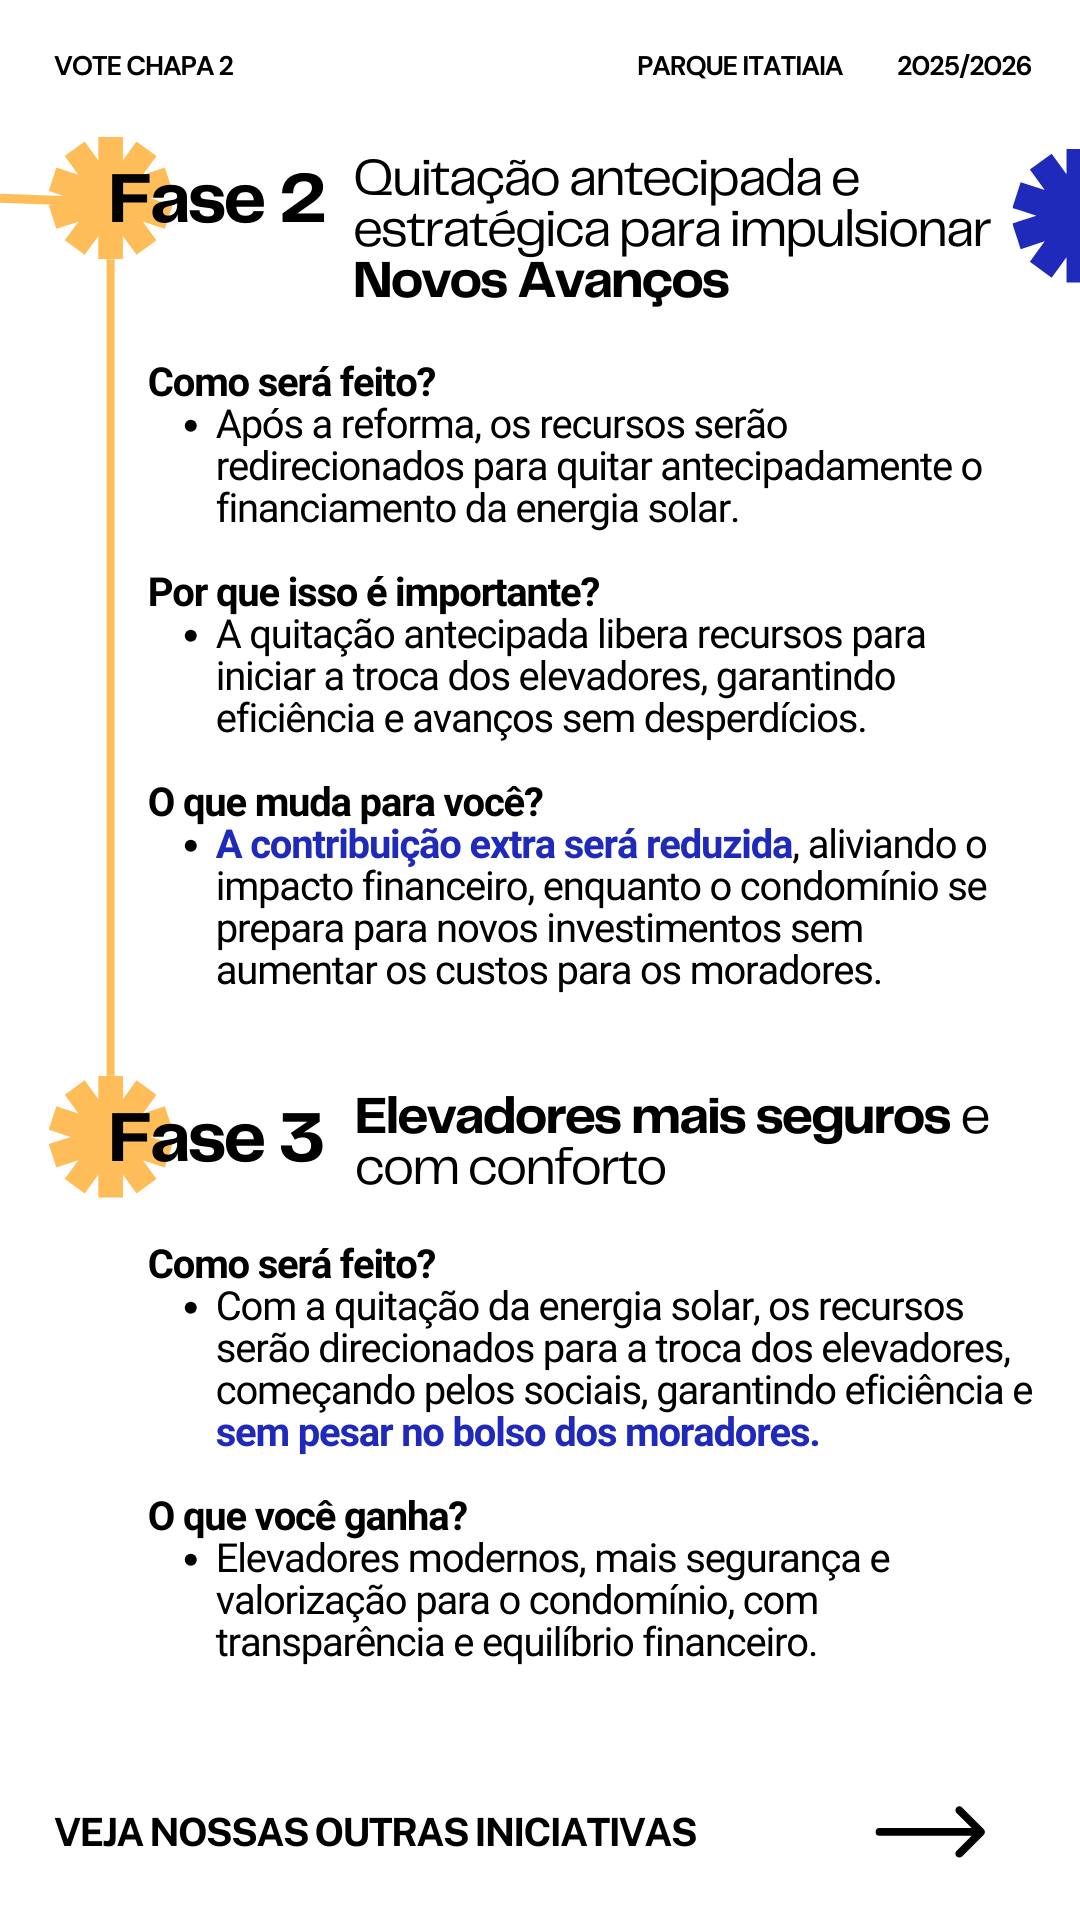 VOTE CHAPA 2
PARQUE ITATIAIA
2025/2026
Fase 2
Quitação antecipada e
estratégica para impulsionar
Novos Avanços
Como será feito?
• Após a reforma, os recursos serão
redirecionados para quitar antecipadamente o
financiamento da energia solar.
Por que isso é importante?
• A quitação antecipada libera recursos para
iniciar a troca dos elevadores, garantindo
eficiência e avanços sem desperdícios.
O que muda para você?
• A contribuição extra será reduzida, aliviando o
impacto financeiro, enquanto o condomínio se
prepara para novos investimentos sem
aumentar os custos para os moradores.
Fase 3
Elevadores mais seguros e
com conforto
Como será feito?
• Com a quitação da energia solar, os recursos
serão direcionados para a troca dos elevadores,
começando pelos sociais, garantindo eficiência e
sem pesar no bolso dos moradores.
O que você ganha?
• Elevadores modernos, mais segurança e
valorização para o condomínio, com
transparência e equilíbrio financeiro.
VEJA NOSSAS OUTRAS INICIATIVAS